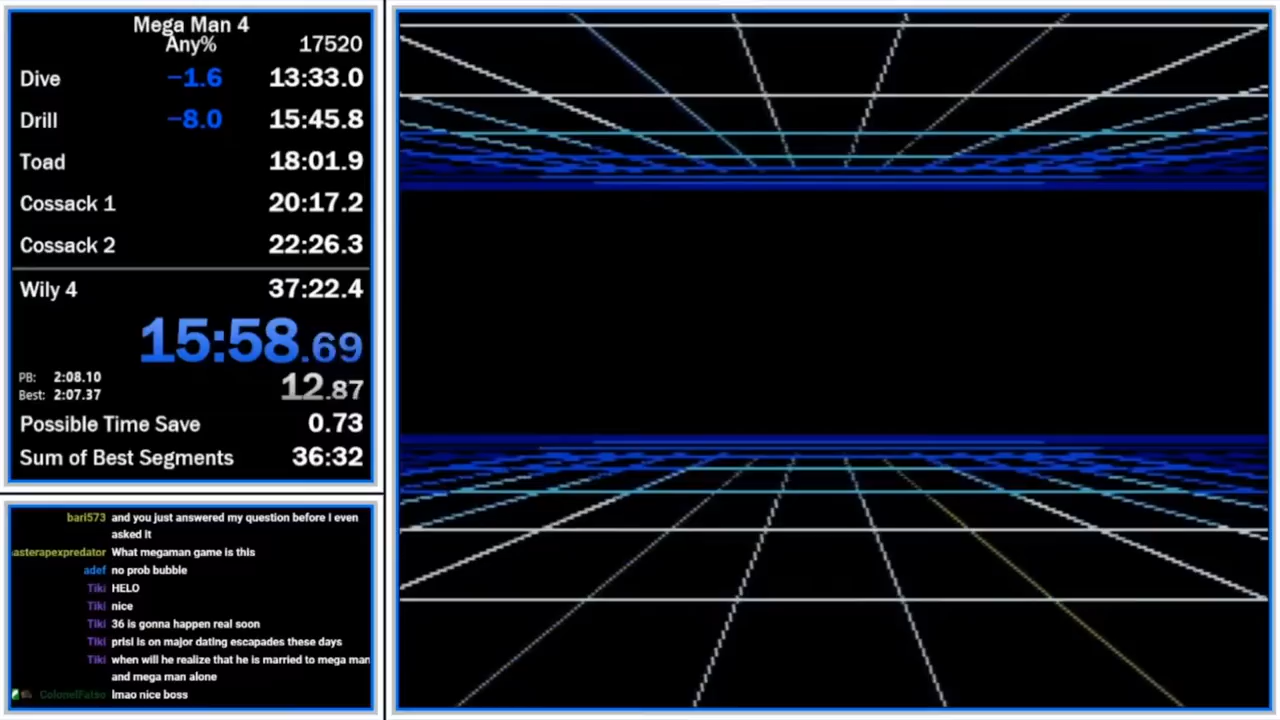 Mega Man 4
Any% 17520
Dive −1.6 13:33.0
Drill −8.0 15:45.8
Toad 18:01.9
Cossack 1 20:17.2
Cossack 2 22:26.3
Wily 4 37:22.4
15:58.69
PB: 2:08.10
Best: 2:07.37
12.87
Possible Time Save 0.73
Sum of Best Segments 36:32
bari573 and you just answered my question before I even
asked it
asterapexpredator What megaman game is this
adef no prob bubble
Tiki HELO
Tiki nice
Tiki 36 is gonna happen real soon
Tiki prisl is on major dating escapades these days
Tiki when will he realize that he is married to mega man
and mega man alone
ColonelFatso lmao nice boss